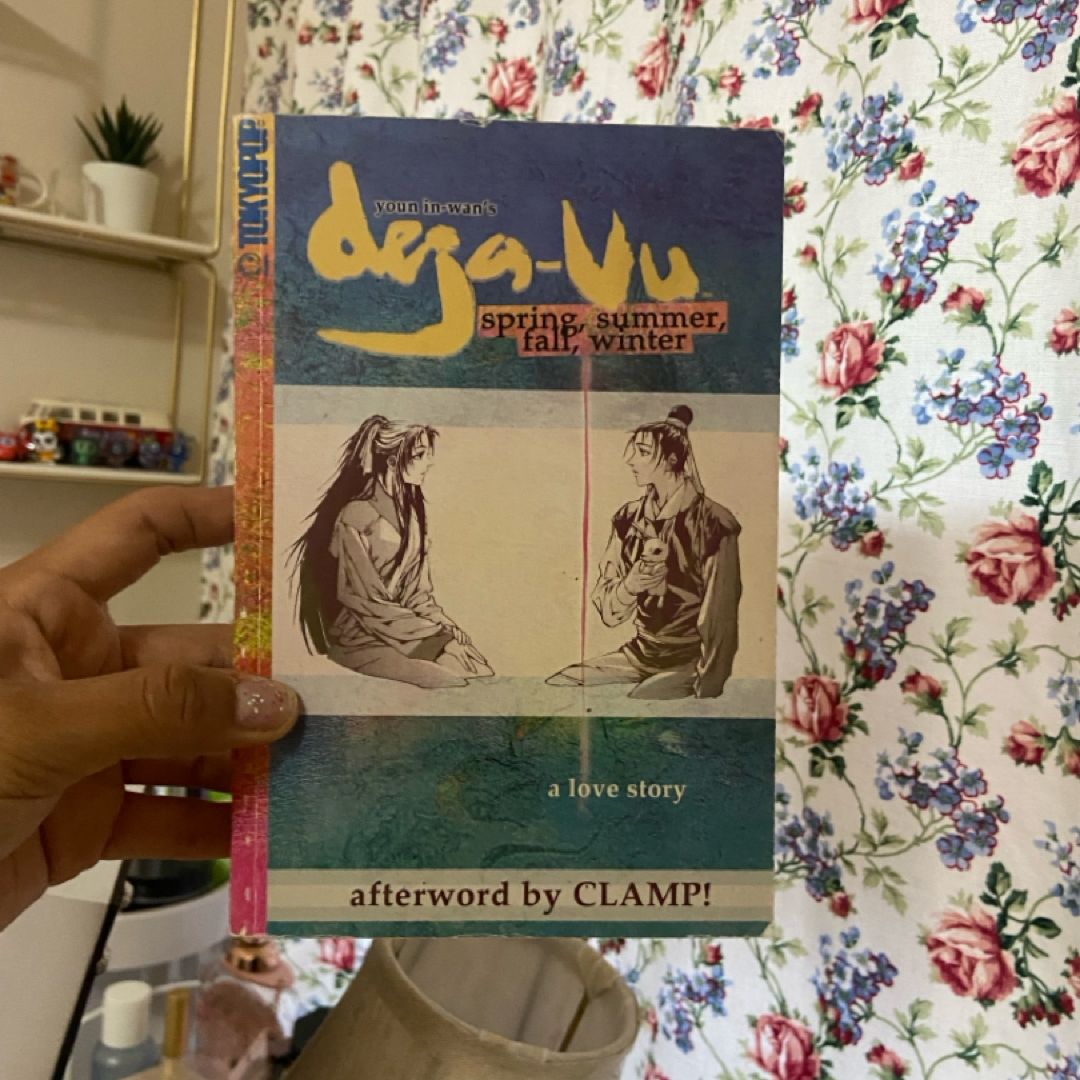 TOKYOPOP
youn in-wan's
deja-vu
spring, summer,
fall, winter
a love story
afterword by CLAMP!